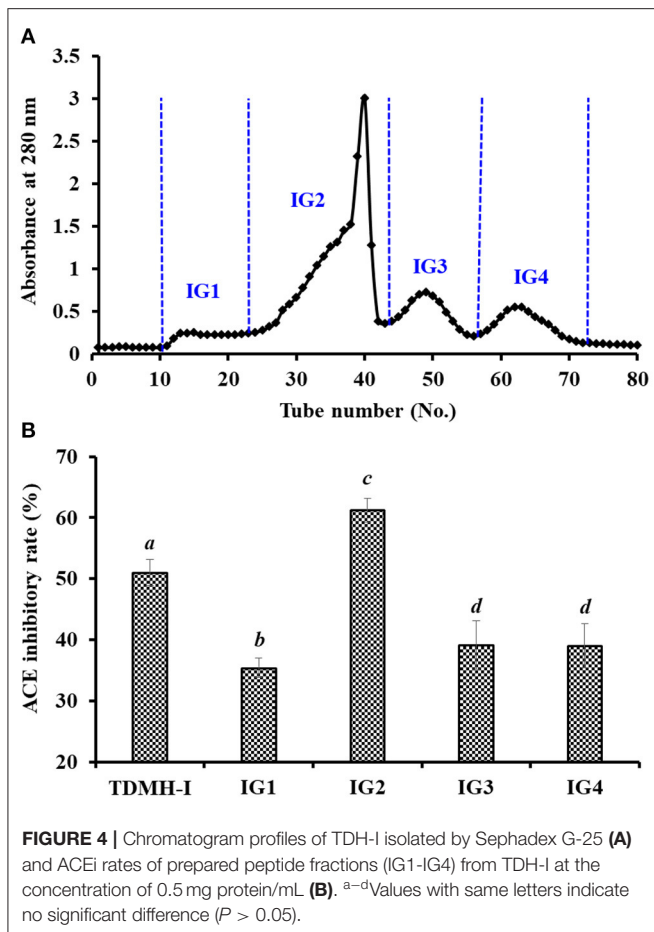 A
Absorbance at 280 nm
3
2.5
2
1.5
1
0.5
0
IG1
IG2
IG3
IG4
1 10 20 30 40 50 60 70 80
Tube number (No.)
B
ACE inhibitory rate (%)
70
60
50
40
30
20
a
b
c
d
d
TDMH-I IG1 IG2 IG3 IG4
FIGURE 4 | Chromatogram profiles of TDH-I isolated by Sephadex G-25 (A)
and ACEi rates of prepared peptide fractions (IG1-IG4) from TDH-I at the
concentration of 0.5 mg protein/mL (B). a–dValues with same letters indicate
no significant difference (P > 0.05).